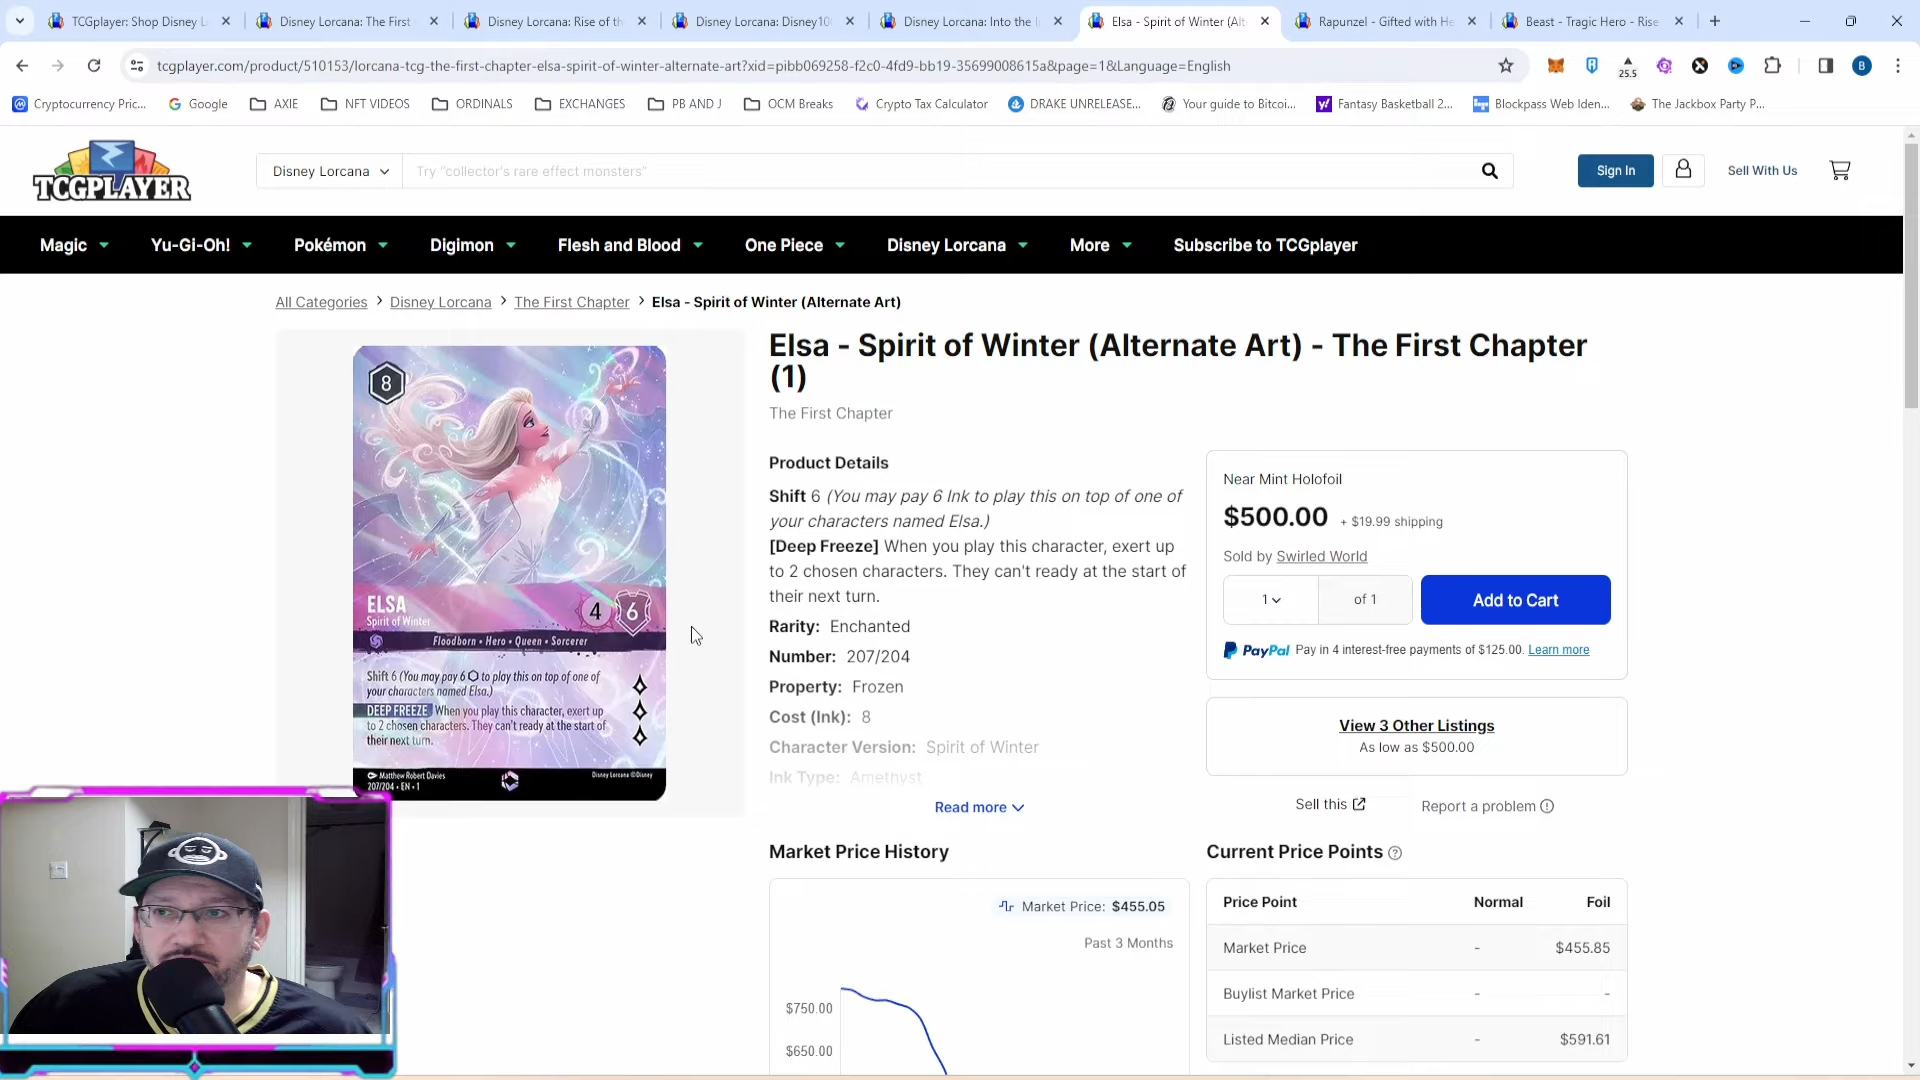 TCGplayer: Shop Disney L
Disney Lorcana: The First
Disney Lorcana: Rise of th
Disney Lorcana: Disney10
Disney Lorcana: Into the I
Elsa - Spirit of Winter (Alt
Rapunzel - Gifted with He
Beast - Tragic Hero - Rise
tcgplayer.com/product/510153/lorcana-tcg-the-first-chapter-elsa-spirit-of-winter-alternate-art?xid=pibb069258-f2c0-4fd9-bb19-35699008615a&page=1&Language=English
25.5
B
Cryptocurrency Pric...
Google
AXIE
NFT VIDEOS
ORDINALS
EXCHANGES
PB AND J
OCM Breaks
Crypto Tax Calculator
DRAKE UNRELEASE...
Your guide to Bitcoi...
Fantasy Basketball 2...
Blockpass Web Iden...
The Jackbox Party P...
TCGPLAYER
Disney Lorcana
Try "collector's rare effect monsters"
Sign In
Sell With Us
Magic
Yu-Gi-Oh!
Pokémon
Digimon
Flesh and Blood
One Piece
Disney Lorcana
More
Subscribe to TCGplayer
All Categories > Disney Lorcana > The First Chapter > Elsa - Spirit of Winter (Alternate Art)
8
ELSA
Spirit of Winter
4
6
Floodborn • Hero • Queen • Sorcerer
Shift 6 (You may pay 6 to play this on top of one of
your characters named Elsa.)
DEEP FREEZE When you play this character, exert up
to 2 chosen characters. They can't ready at the start of
their next turn.
Matthew Robert Davies
207/204 • EN • 1
Disney Lorcana ©Disney
Elsa - Spirit of Winter (Alternate Art) - The First Chapter
(1)
The First Chapter
Product Details
Shift 6 (You may pay 6 Ink to play this on top of one of
your characters named Elsa.)
[Deep Freeze] When you play this character, exert up
to 2 chosen characters. They can't ready at the start of
their next turn.
Rarity: Enchanted
Number: 207/204
Property: Frozen
Cost (Ink): 8
Character Version: Spirit of Winter
Ink Type: Amethyst
Read more
Near Mint Holofoil
$500.00 + $19.99 shipping
Sold by Swirled World
1
of 1
Add to Cart
PayPal Pay in 4 interest-free payments of $125.00. Learn more
View 3 Other Listings
As low as $500.00
Sell this
Report a problem
Market Price History
Market Price: $455.05
Past 3 Months
$750.00
$650.00
Current Price Points
Price Point Normal Foil
Market Price - $455.85
Buylist Market Price - -
Listed Median Price - $591.61